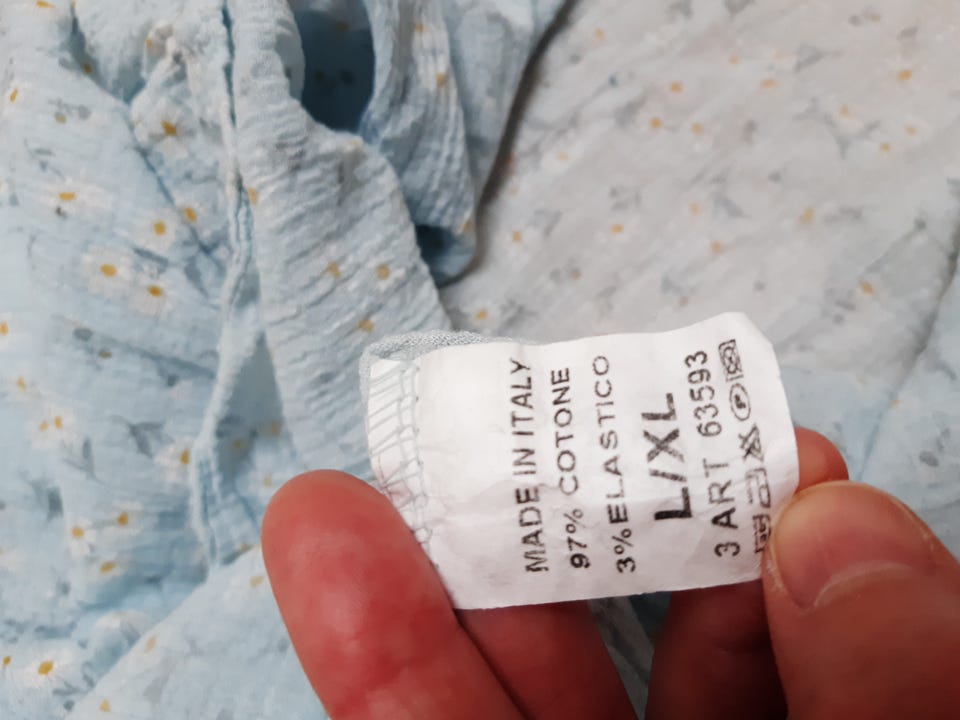 MADE IN ITALY
97% COTONE
3% ELASTICO
L/XL
3 ART 63593
P